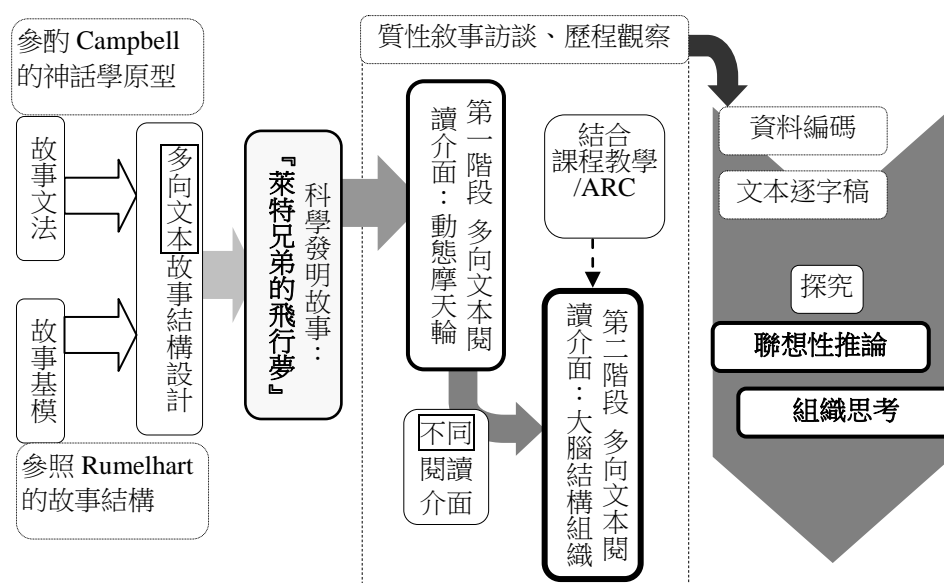 參酌 Campbell
的神話學原型
故事文法
故事基模
多向文本故事結構設計
參照 Rumelhart
的故事結構
科學發明故事：
『萊特兄弟的飛行夢』
質性敘事訪談、歷程觀察
第一階段 多向文本閱
讀介面：動態摩天輪
結合
課程教學
/ARC
不同
閱讀
介面
第二階段 多向文本閱
讀介面：大腦結構組織
資料編碼
文本逐字稿
探究
聯想性推論
組織思考